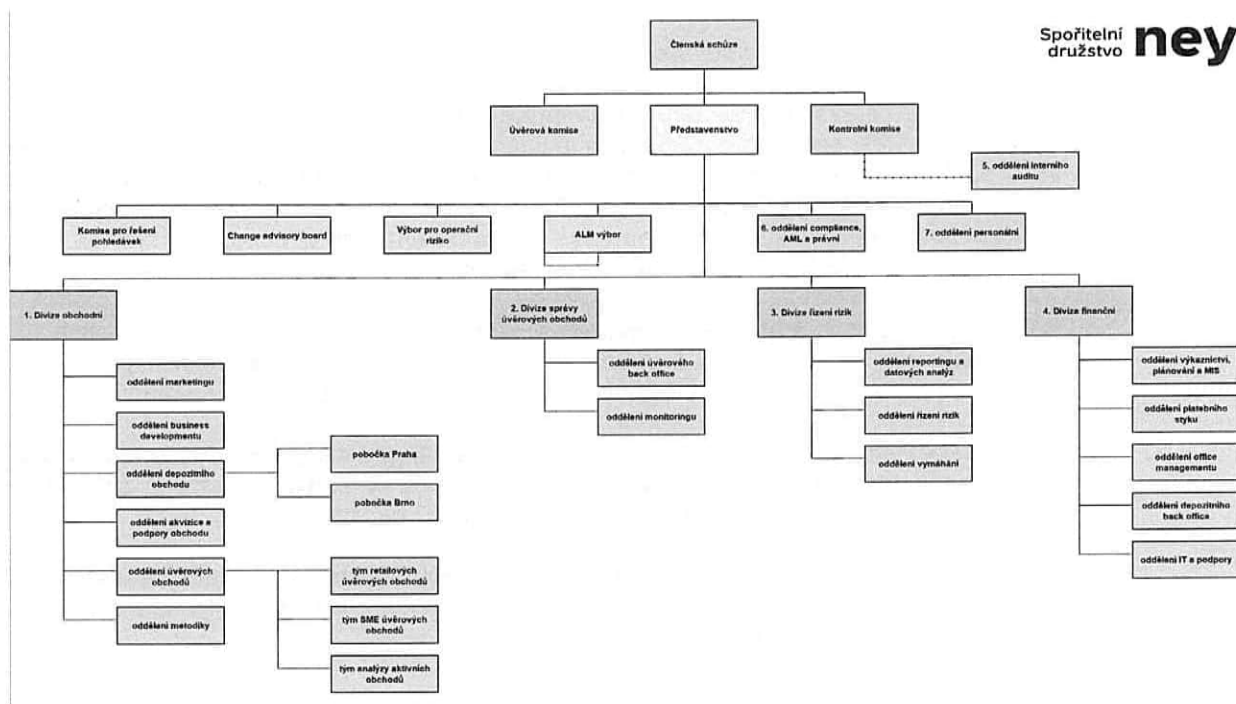 Spořitelní
družstvo
ney
Členská schůze
Úvěrová komise
Představenstvo
Kontrolní komise
5. oddělení interního
auditu
Komise pro řešení
pohledávek
Change advisory board
Výbor pro operační
riziko
ALM výbor
6. oddělení compliance,
AML a právní
7. oddělení personální
1. Divize obchodní
2. Divize správy
úvěrových obchodů
3. Divize řízení rizik
4. Divize finanční
oddělení marketingu
oddělení business
developmentu
oddělení depozitního
obchodu
pobočka Praha
pobočka Brno
oddělení akvizice a
podpory obchodu
oddělení úvěrových
obchodů
tým retailových
úvěrových obchodů
tým SME úvěrových
obchodů
tým analýzy aktivních
obchodů
oddělení metodiky
oddělení úvěrového
back office
oddělení monitoringu
oddělení reportingu a
datových analýz
oddělení řízení rizik
oddělení vymáhání
oddělení výkaznictví,
plánování a MIS
oddělení platebního
styku
oddělení office
managementu
oddělení depozitního
back office
oddělení IT a podpory